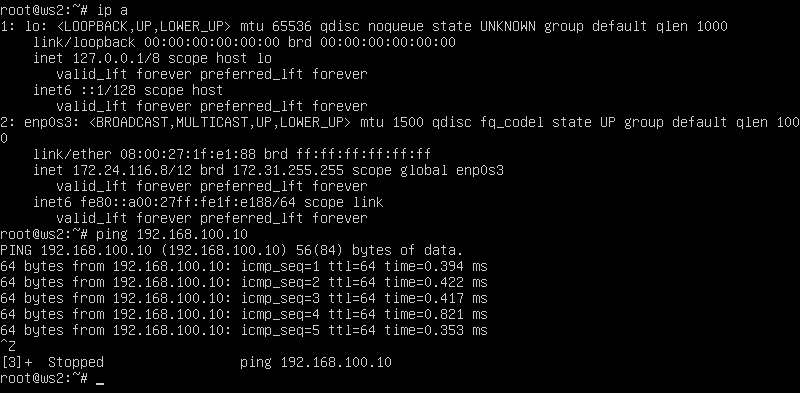 root@ws2:~# ip a
1: lo: <LOOPBACK,UP,LOWER_UP> mtu 65536 qdisc noqueue state UNKNOWN group default qlen 1000
    link/loopback 00:00:00:00:00:00 brd 00:00:00:00:00:00
    inet 127.0.0.1/8 scope host lo
       valid_lft forever preferred_lft forever
    inet6 ::1/128 scope host
       valid_lft forever preferred_lft forever
2: enp0s3: <BROADCAST,MULTICAST,UP,LOWER_UP> mtu 1500 qdisc fq_codel state UP group default qlen 100
0
    link/ether 08:00:27:1f:e1:88 brd ff:ff:ff:ff:ff:ff
    inet 172.24.116.8/12 brd 172.31.255.255 scope global enp0s3
       valid_lft forever preferred_lft forever
    inet6 fe80::a00:27ff:fe1f:e188/64 scope link
       valid_lft forever preferred_lft forever
root@ws2:~# ping 192.168.100.10
PING 192.168.100.10 (192.168.100.10) 56(84) bytes of data.
64 bytes from 192.168.100.10: icmp_seq=1 ttl=64 time=0.394 ms
64 bytes from 192.168.100.10: icmp_seq=2 ttl=64 time=0.422 ms
64 bytes from 192.168.100.10: icmp_seq=3 ttl=64 time=0.417 ms
64 bytes from 192.168.100.10: icmp_seq=4 ttl=64 time=0.821 ms
64 bytes from 192.168.100.10: icmp_seq=5 ttl=64 time=0.353 ms
^Z
[3]+  Stopped                 ping 192.168.100.10
root@ws2:~# _